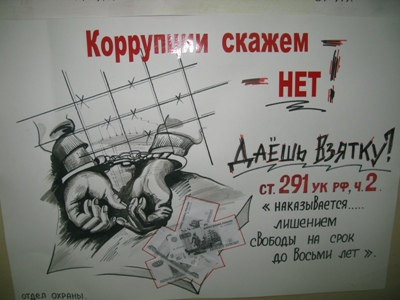 Коррупции скажем
- НЕТ!
ДАЁШЬ ВЗЯТКУ?
СТ. 291 УК РФ, Ч. 2.
« НАКАЗЫВАЕТСЯ.....
ЛИШЕНИЕМ
СВОБОДЫ НА СРОК
ДО ВОСЬМИ ЛЕТ ».
ОТДЕЛ ОХРАНЫ